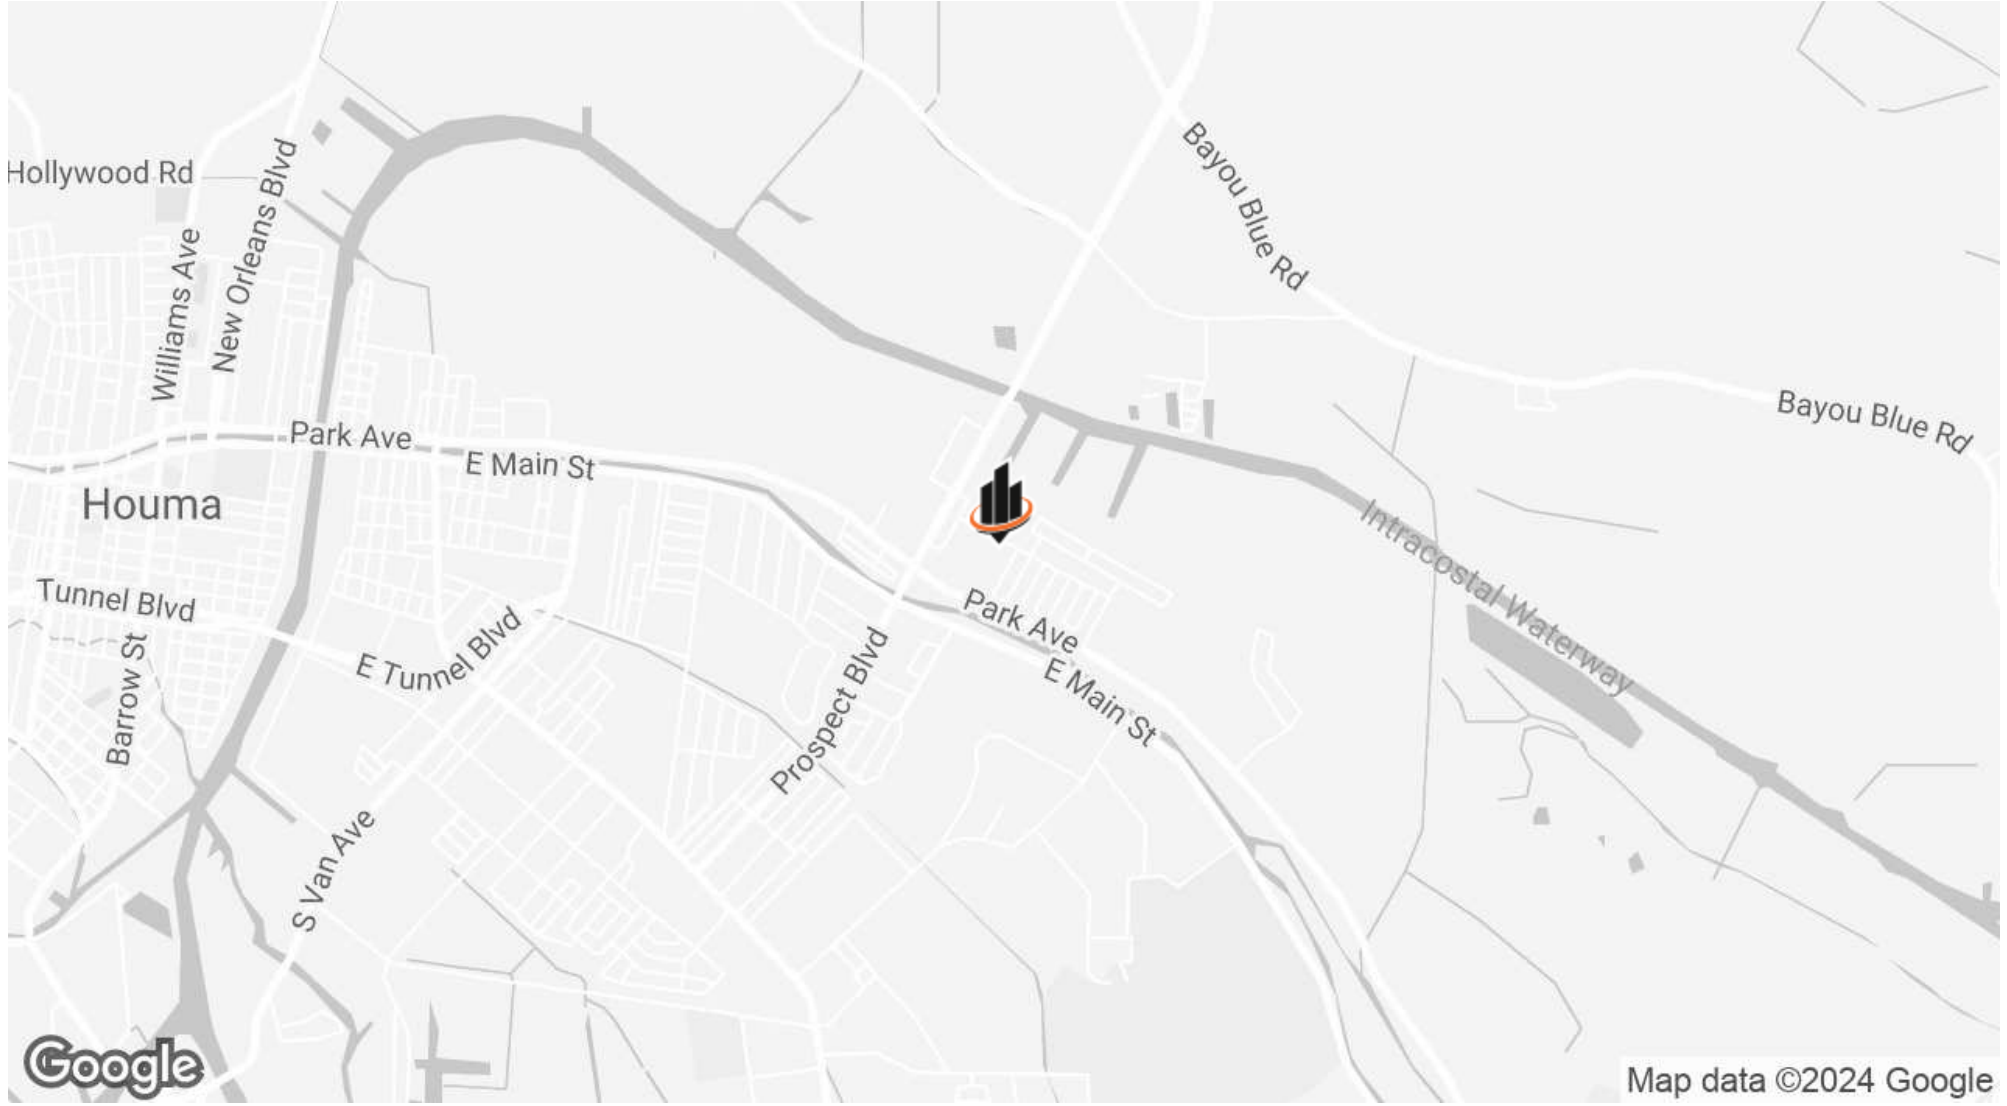 Bayou Blue Rd
Hollywood Rd
New Orleans Blvd
Williams Ave
Bayou Blue Rd
Park Ave
E Main St
Houma
Intracostal Waterway
Tunnel Blvd
Park Ave
E Tunnel Blvd
Barrow St
Prospect Blvd
E Main St
S Van Ave
Google
Map data ©2024 Google